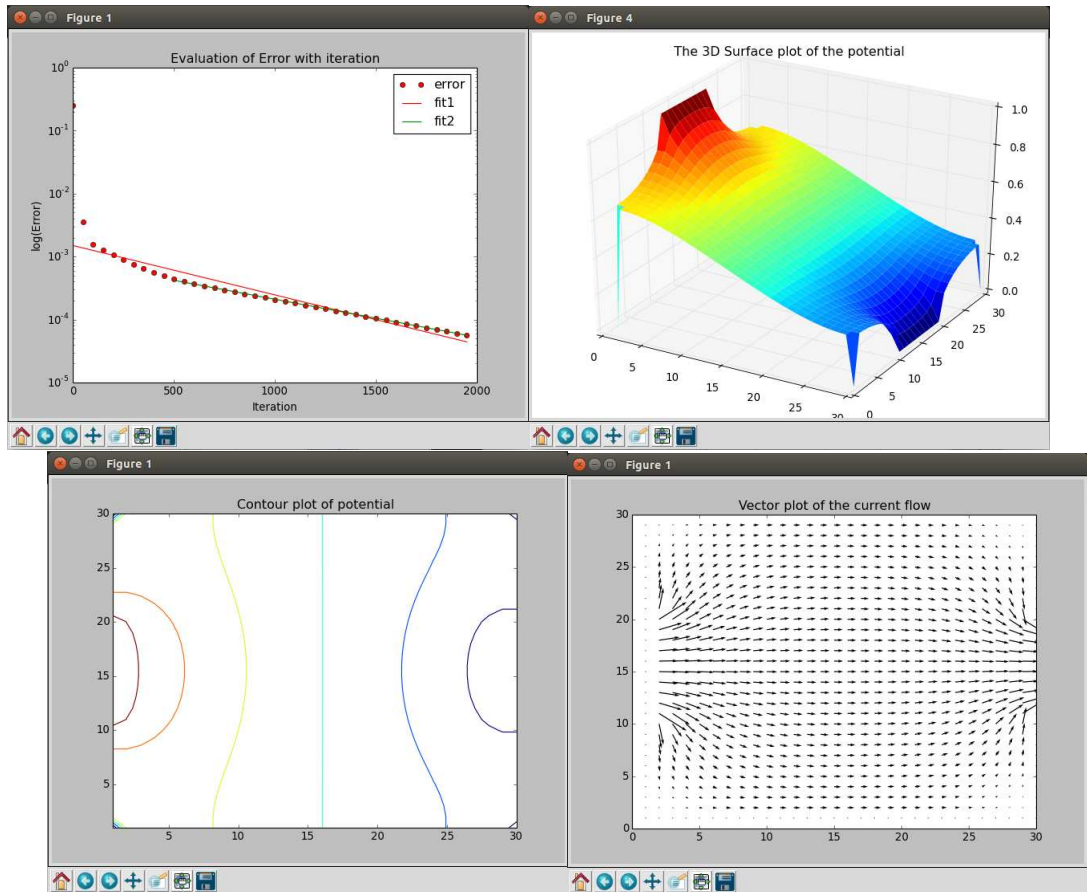 Figure 1
Evaluation of Error with iteration
10^0
10^-1
10^-2
10^-3
10^-4
10^-5
log(Error)
error
fit1
fit2
0 500 1000 1500 2000
Iteration
Figure 4
The 3D Surface plot of the potential
1.0
0.8
0.6
0.4
0.2
0.0
0 5 10 15 20 25 30
0 5 10 15 20 25 30
Figure 1
Contour plot of potential
30
25
20
15
10
5
5 10 15 20 25 30
Figure 1
Vector plot of the current flow
30
25
20
15
10
5
0
0 5 10 15 20 25 30